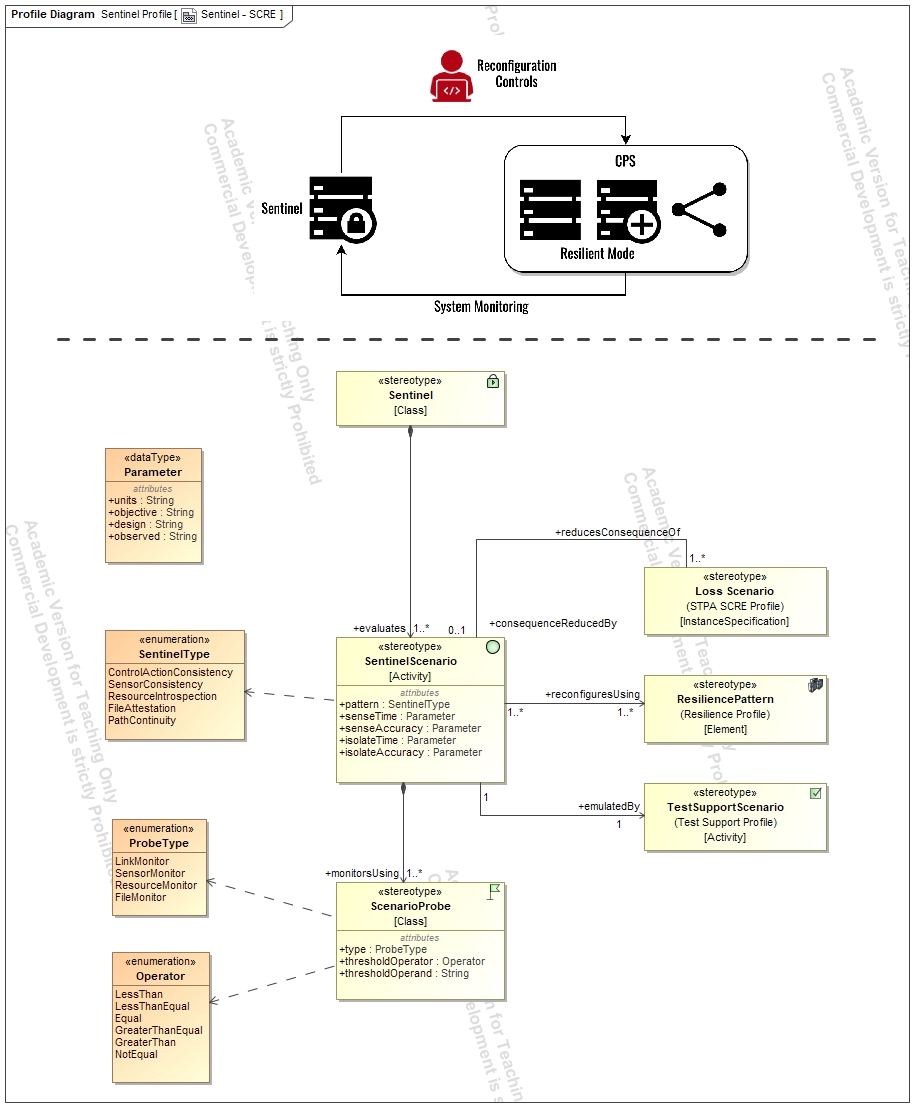 Profile Diagram Sentinel Profile [ Sentinel - SCRE ]
Reconfiguration
Controls
CPS
Sentinel
Resilient Mode
System Monitoring
«stereotype»
Sentinel
[Class]
«dataType»
Parameter
attributes
+units : String
+objective : String
+design : String
+observed : String
+reducesConsequenceOf
1..*
«stereotype»
Loss Scenario
(STPA SCRE Profile)
[InstanceSpecification]
+evaluates 1..*
0..1
+consequenceReducedBy
«enumeration»
SentinelType
ControlActionConsistency
SensorConsistency
ResourceIntrospection
FileAttestation
PathContinuity
«stereotype»
SentinelScenario
[Activity]
attributes
+pattern : SentinelType
+senseTime : Parameter
+senseAccuracy : Parameter
+isolateTime : Parameter
+isolateAccuracy : Parameter
+reconfiguresUsing
1..*
1..*
«stereotype»
ResiliencePattern
(Resilience Profile)
[Element]
1
+emulatedBy
1
«stereotype»
TestSupportScenario
(Test Support Profile)
[Activity]
«enumeration»
ProbeType
LinkMonitor
SensorMonitor
ResourceMonitor
FileMonitor
+monitorsUsing 1..*
«stereotype»
ScenarioProbe
[Class]
attributes
+type : ProbeType
+thresholdOperator : Operator
+thresholdOperand : String
«enumeration»
Operator
LessThan
LessThanEqual
Equal
GreaterThanEqual
GreaterThan
NotEqual
Academic Version for Teaching Only
Commercial Development is strictly Prohibited